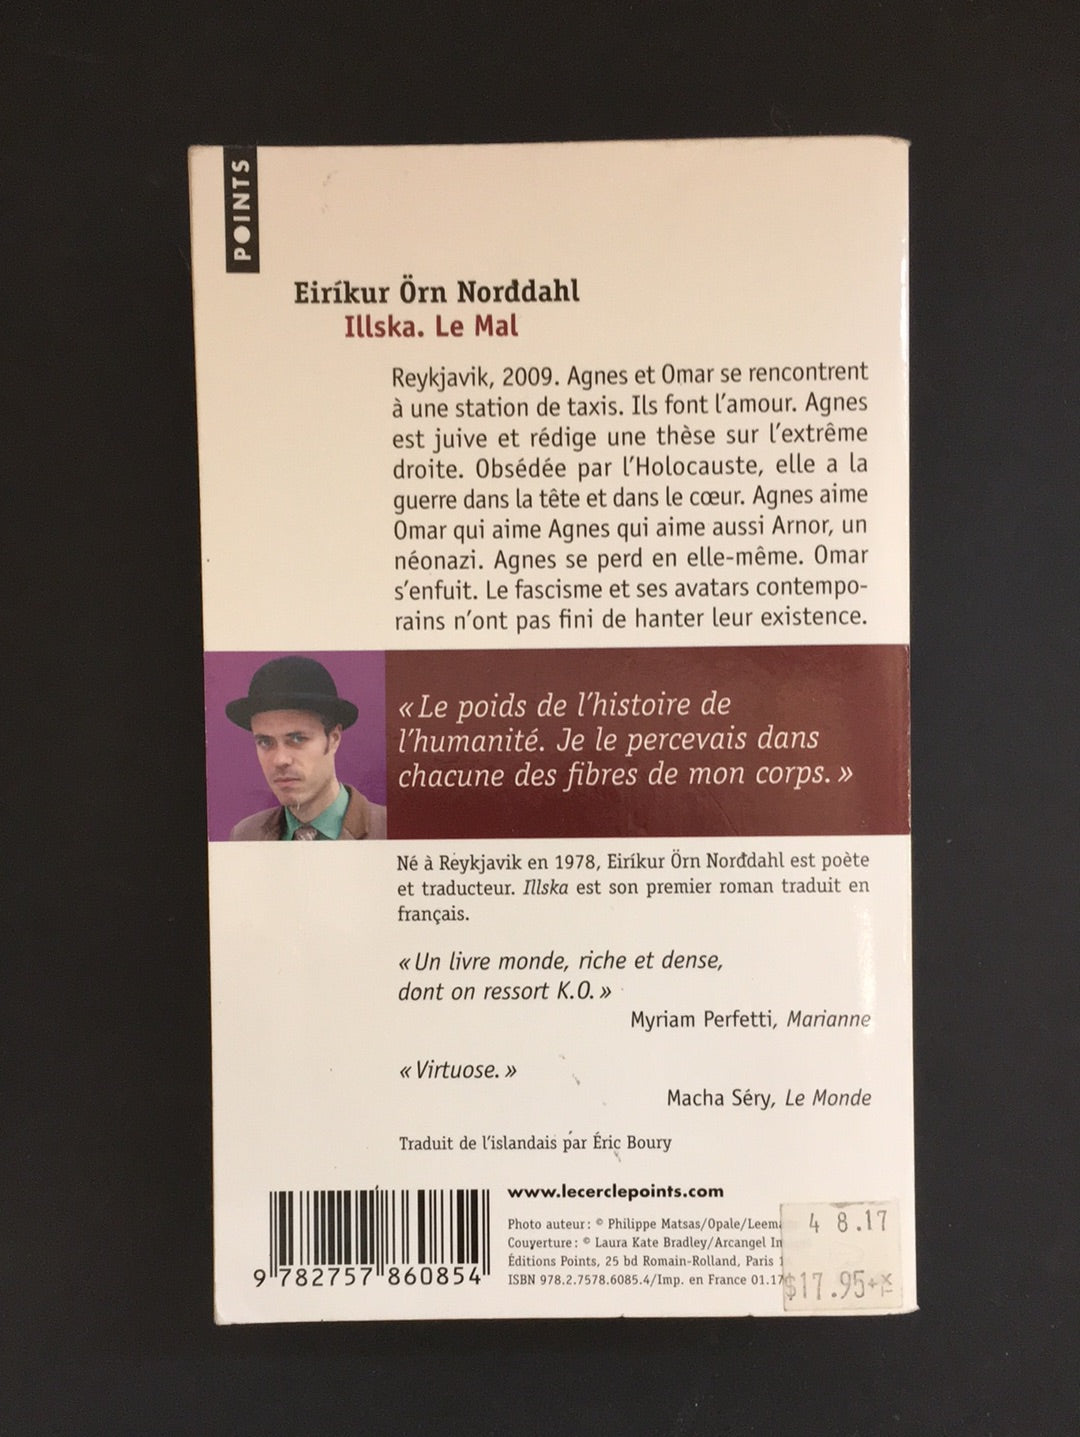 POINTS
Eiríkur Örn Norđdahl
Illska. Le Mal
Reykjavik, 2009. Agnes et Omar se rencontrent
à une station de taxis. Ils font l'amour. Agnes
est juive et rédige une thèse sur l'extrême
droite. Obsédée par l'Holocauste, elle a la
guerre dans la tête et dans le cœur. Agnes aime
Omar qui aime Agnes qui aime aussi Arnor, un
néonazi. Agnes se perd en elle-même. Omar
s'enfuit. Le fascisme et ses avatars contempo-
rains n'ont pas fini de hanter leur existence.
« Le poids de l'histoire de
l'humanité. Je le percevais dans
chacune des fibres de mon corps. »
Né à Reykjavik en 1978, Eiríkur Örn Norđdahl est poète
et traducteur. Illska est son premier roman traduit en
français.
« Un livre monde, riche et dense,
dont on ressort K.O. »
Myriam Perfetti, Marianne
« Virtuose. »
Macha Séry, Le Monde
Traduit de l'islandais par Éric Boury
www.lecerclepoints.com
Photo auteur : © Philippe Matsas/Opale/Leema
Couverture : © Laura Kate Bradley/Arcangel Im
Éditions Points, 25 bd Romain-Rolland, Paris 1
ISBN 978.2.7578.6085.4/Imp. en France 01.17
9 782757 860854
4 8.17
$17.95+